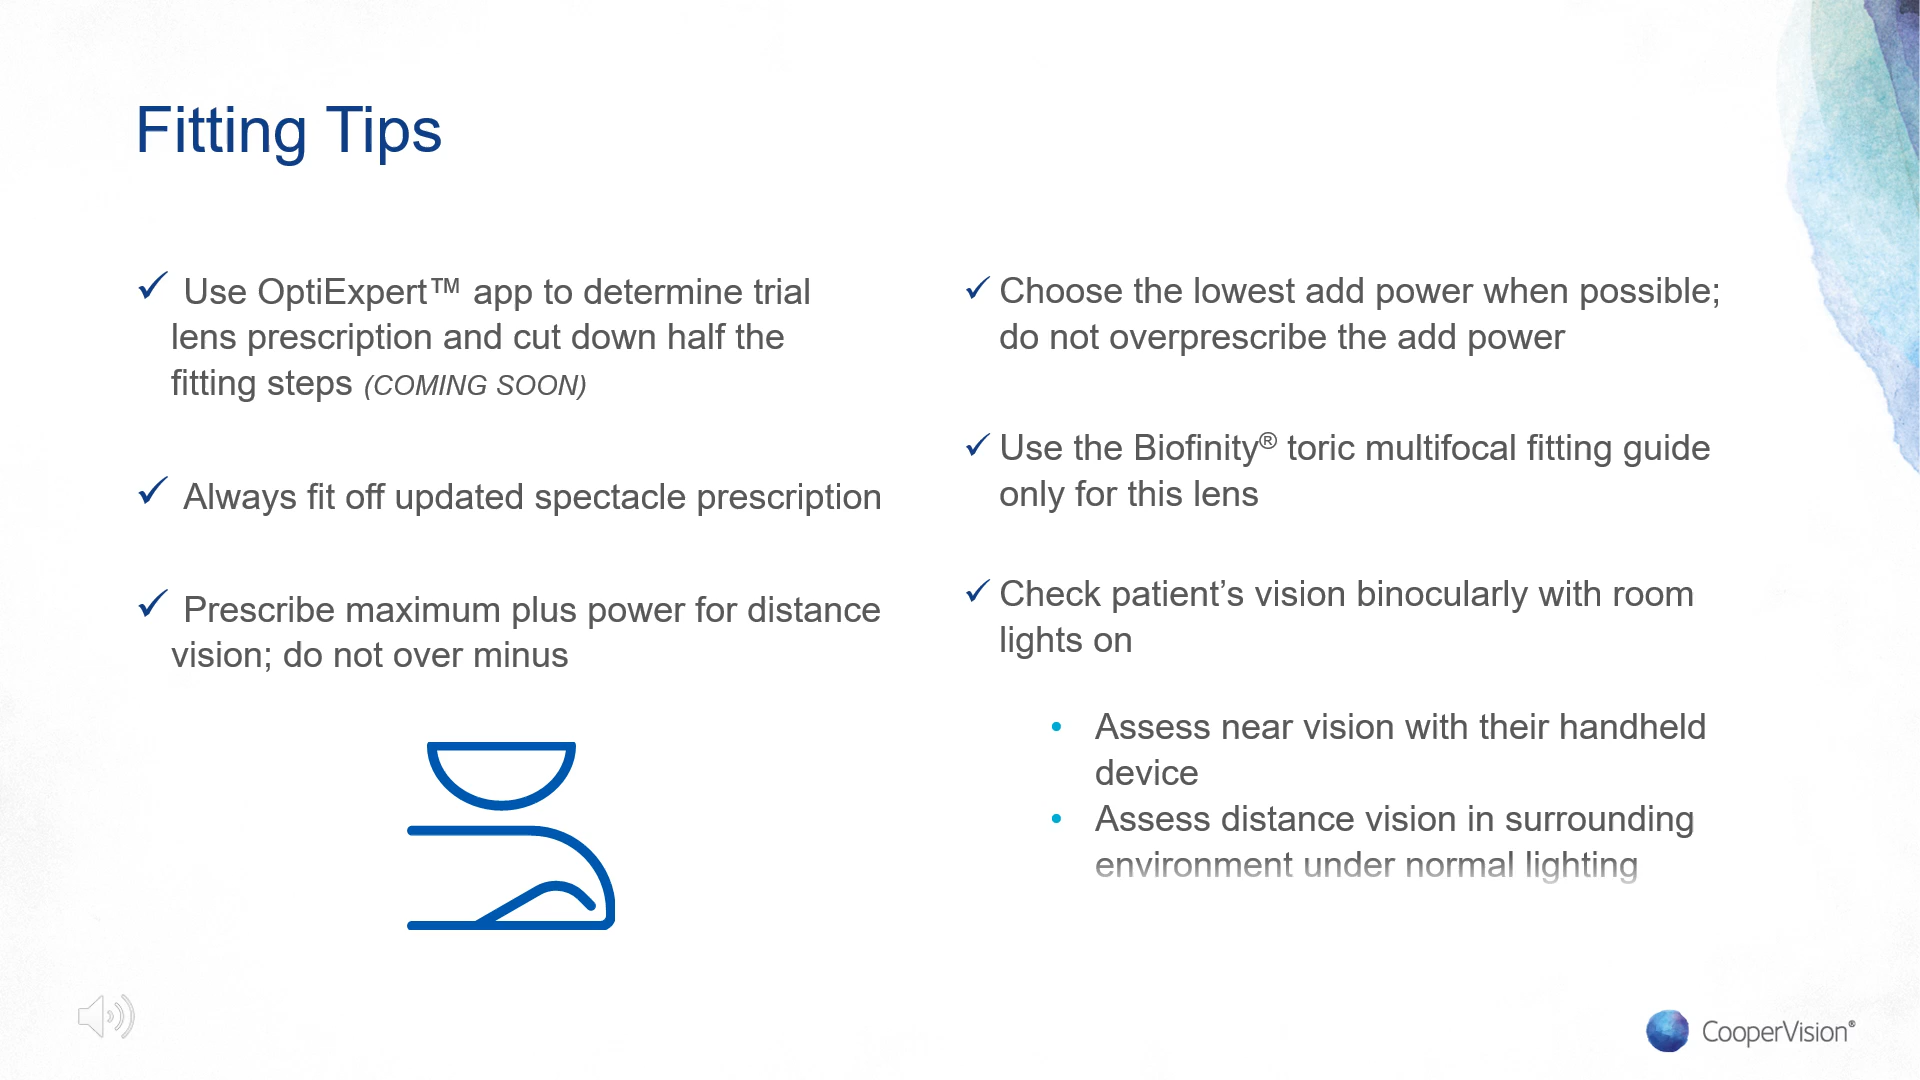 Fitting Tips
✓ Use OptiExpert™ app to determine trial
lens prescription and cut down half the
fitting steps (COMING SOON)
✓ Always fit off updated spectacle prescription
✓ Prescribe maximum plus power for distance
vision; do not over minus
✓ Choose the lowest add power when possible;
do not overprescribe the add power
✓ Use the Biofinity® toric multifocal fitting guide
only for this lens
✓ Check patient’s vision binocularly with room
lights on
• Assess near vision with their handheld
device
• Assess distance vision in surrounding
environment under normal lighting
CooperVision®